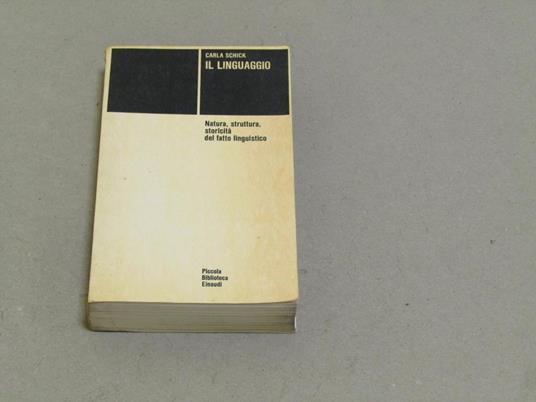 CARLA SCHICK
IL LINGUAGGIO
Natura, struttura,
storicità
del fatto linguistico
Piccola
Biblioteca
Einaudi